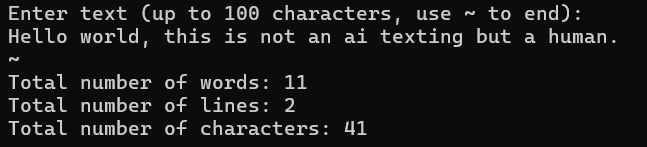 Enter text (up to 100 characters, use ~ to end):
Hello world, this is not an ai texting but a human.
~
Total number of words: 11
Total number of lines: 2
Total number of characters: 41